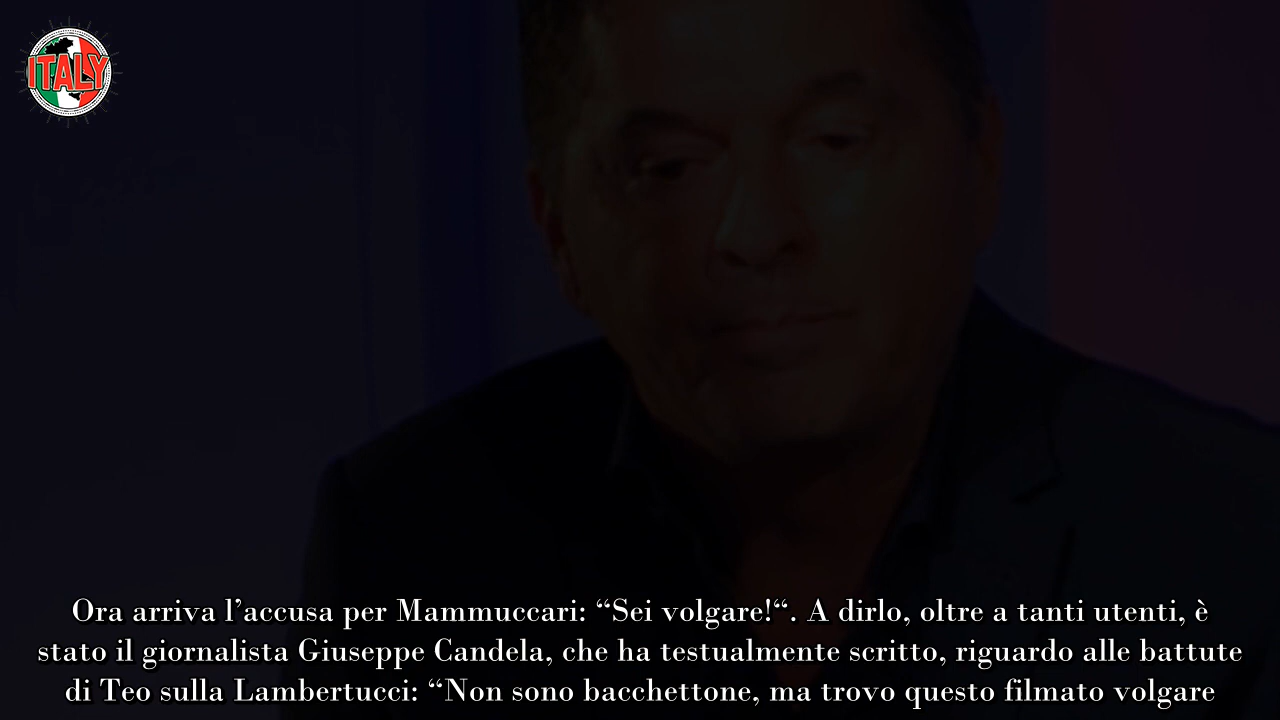 ITALY
Ora arriva l’accusa per Mammuccari: “Sei volgare!“. A dirlo, oltre a tanti utenti, è
stato il giornalista Giuseppe Candela, che ha testualmente scritto, riguardo alle battute
di Teo sulla Lambertucci: “Non sono bacchettone, ma trovo questo filmato volgare